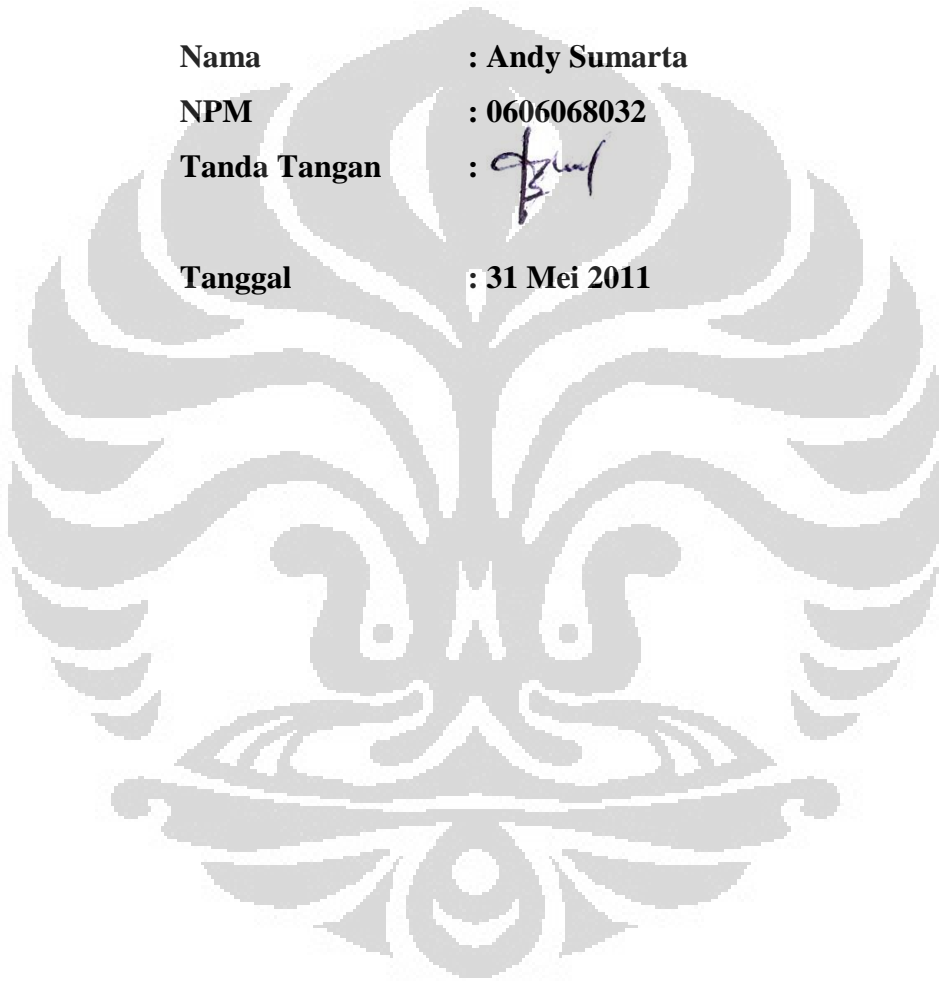 Nama : Andy Sumarta
NPM : 0606068032
Tanda Tangan :
Tanggal : 31 Mei 2011